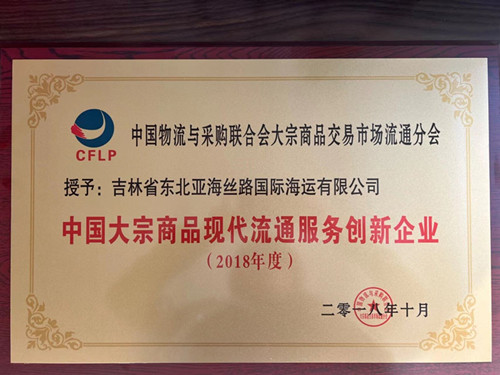 中国物流与采购联合会大宗商品交易市场流通分会
CFLP
授予：吉林省东北亚海丝路国际海运有限公司
中国大宗商品现代流通服务创新企业
（2018年度）
二零一八年十月